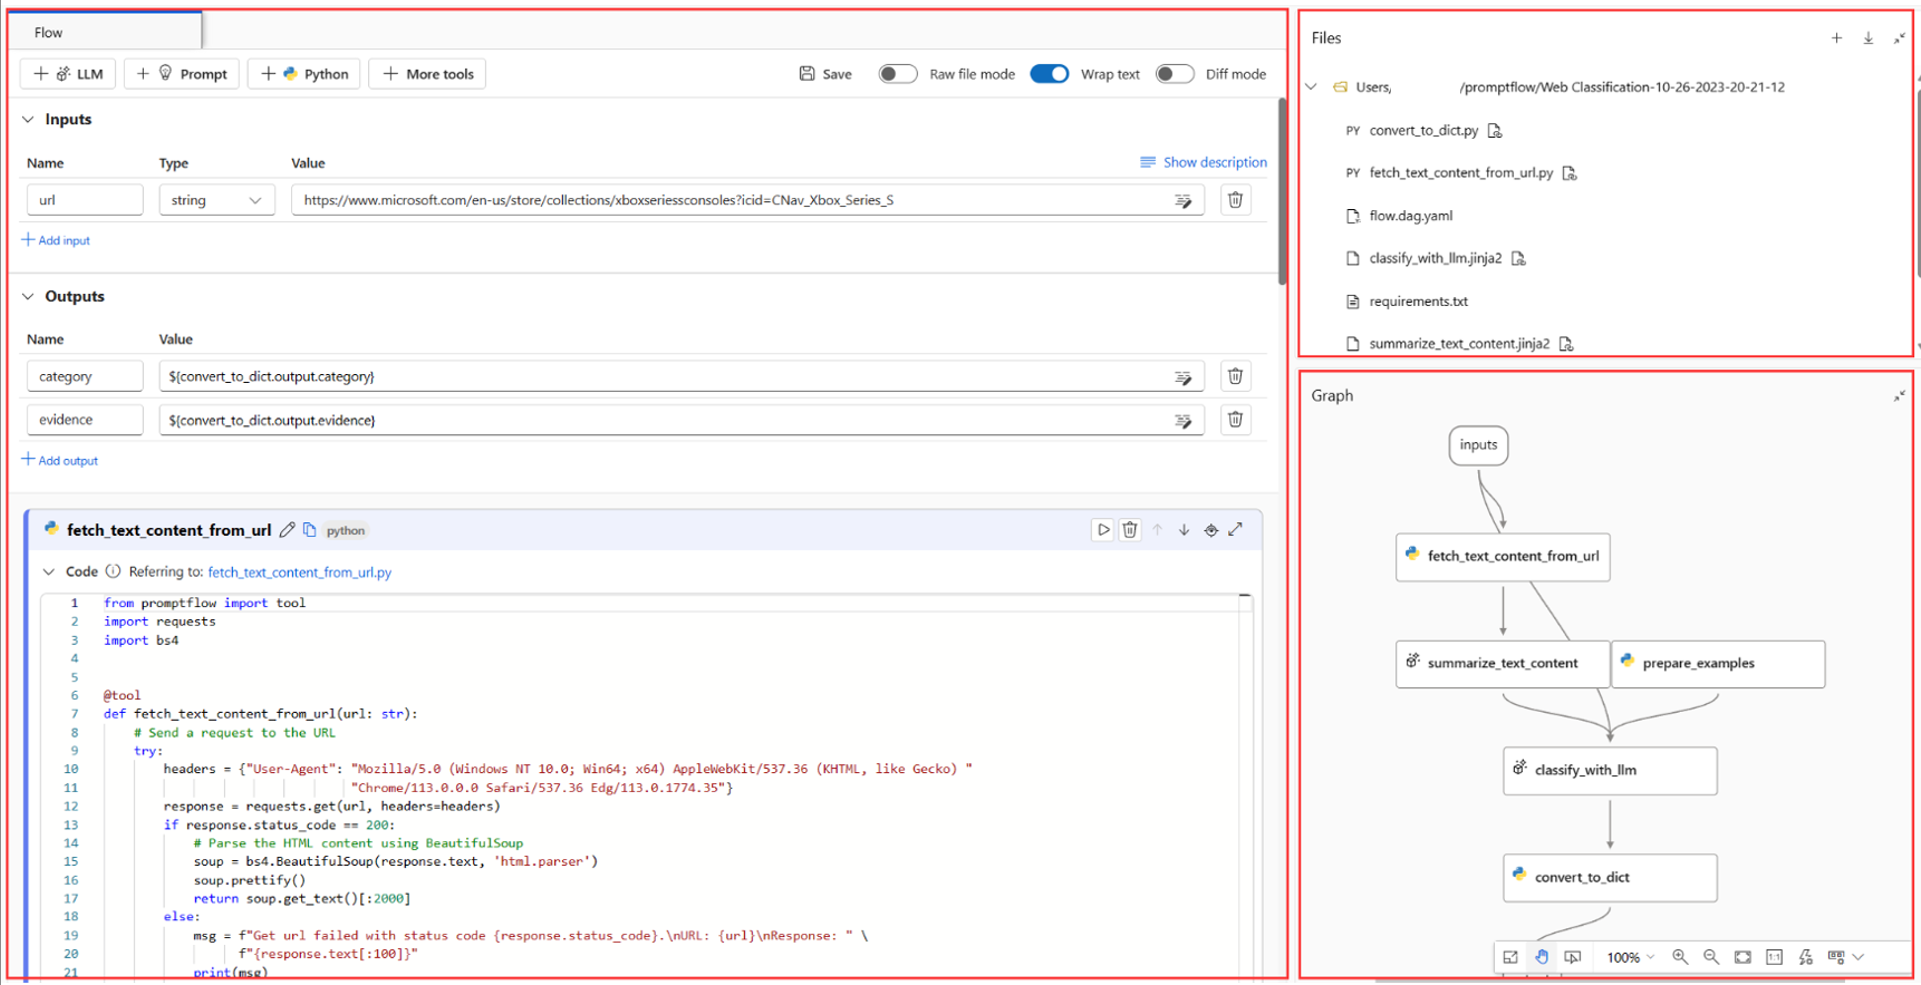 Flow
LLM Prompt Python More tools Save Raw file mode Wrap text Diff mode
Inputs
Name Type Value Show description
url string https://www.microsoft.com/en-us/store/collections/xboxseriessconsoles?icid=CNav_Xbox_Series_S
Add input
Outputs
Name Value
category ${convert_to_dict.output.category}
evidence ${convert_to_dict.output.evidence}
Add output
fetch_text_content_from_url python
Code Referring to: fetch_text_content_from_url.py
1 from promptflow import tool
2 import requests
3 import bs4
4
5
6 @tool
7 def fetch_text_content_from_url(url: str):
8 # Send a request to the URL
9 try:
10 headers = {"User-Agent": "Mozilla/5.0 (Windows NT 10.0; Win64; x64) AppleWebKit/537.36 (KHTML, like Gecko) "
11 "Chrome/113.0.0.0 Safari/537.36 Edg/113.0.1774.35"}
12 response = requests.get(url, headers=headers)
13 if response.status_code == 200:
14 # Parse the HTML content using BeautifulSoup
15 soup = bs4.BeautifulSoup(response.text, 'html.parser')
16 soup.prettify()
17 return soup.get_text()[:2000]
18 else:
19 msg = f"Get url failed with status code {response.status_code}.\nURL: {url}\nResponse: " \
20 f"{response.text[:100]}"
21 print(msg)
Files
Users, /promptflow/Web Classification-10-26-2023-20-21-12
PY convert_to_dict.py
PY fetch_text_content_from_url.py
flow.dag.yaml
classify_with_llm.jinja2
requirements.txt
summarize_text_content.jinja2
Graph
inputs
fetch_text_content_from_url
summarize_text_content prepare_examples
classify_with_llm
convert_to_dict
100% 1:1